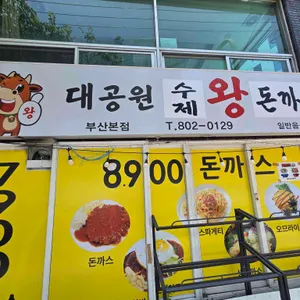 왕
대공원 수제 왕 돈까
부산본점 T.802-0129 일반음
8.900 돈까스
스파게티 오므라이
돈까스